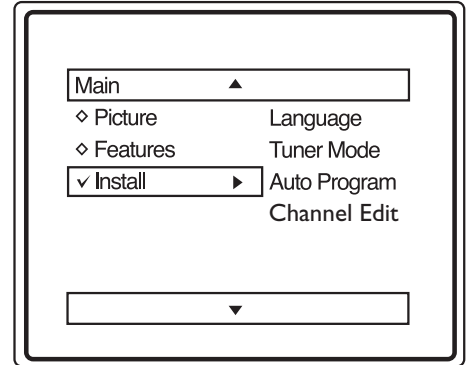 Main
Picture
Features
Install
Language
Tuner Mode
Auto Program
Channel Edit